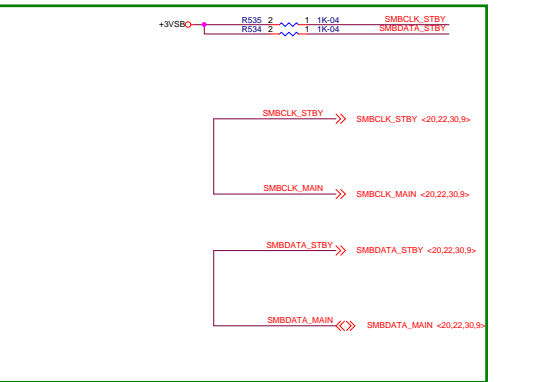 +3VSB R535 2 1 1K-04 SMBCLK_STBY
R534 2 1 1K-04 SMBDATA_STBY
SMBCLK_STBY SMBCLK_STBY <20,22,30,9>
SMBCLK_MAIN SMBCLK_MAIN <20,22,30,9>
SMBDATA_STBY SMBDATA_STBY <20,22,30,9>
SMBDATA_MAIN SMBDATA_MAIN <20,22,30,9>